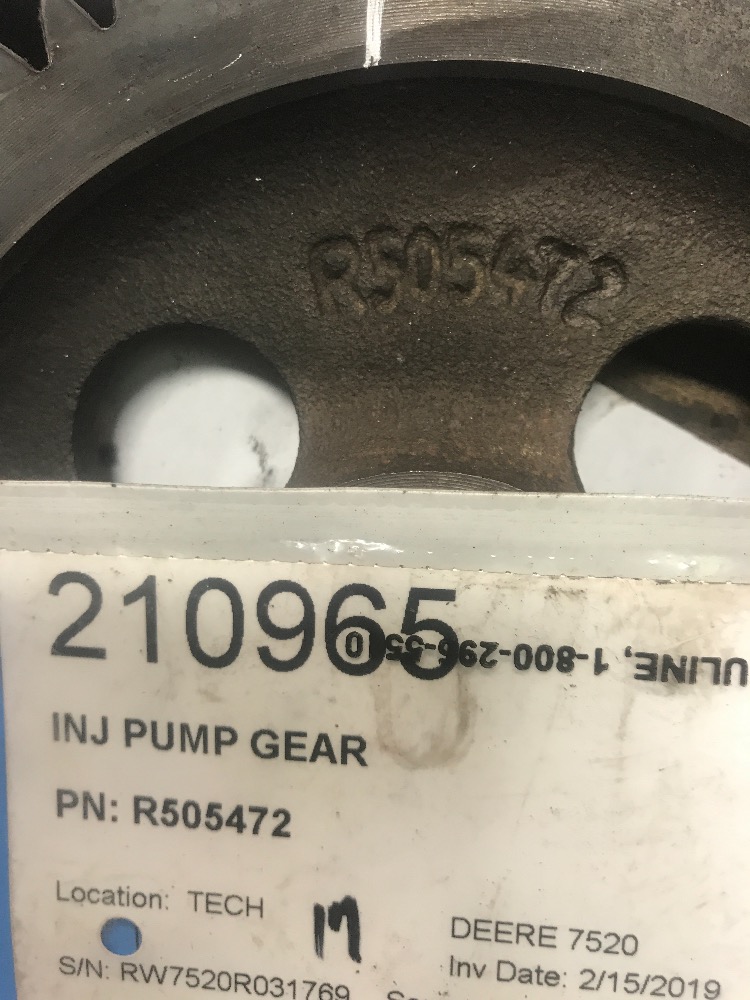 R505472
210965
ULINE, 1-800-295-5510
INJ PUMP GEAR
PN: R505472
Location: TECH
17
DEERE 7520
S/N: RW7520R031769
Inv Date: 2/15/2019